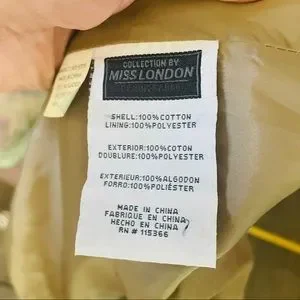 COLLECTION BY
MISS LONDON
SHELL:100%COTTON
LINING:100%POLYESTER
EXTERIOR:100%COTON
DOUBLURE:100%POLYESTER
EXTERIEUR:100%ALGODON
FORRO:100%POLIÉSTER
MADE IN CHINA
FABRIQUE EN CHINA
HECHO EN CHINA
RN # 115366